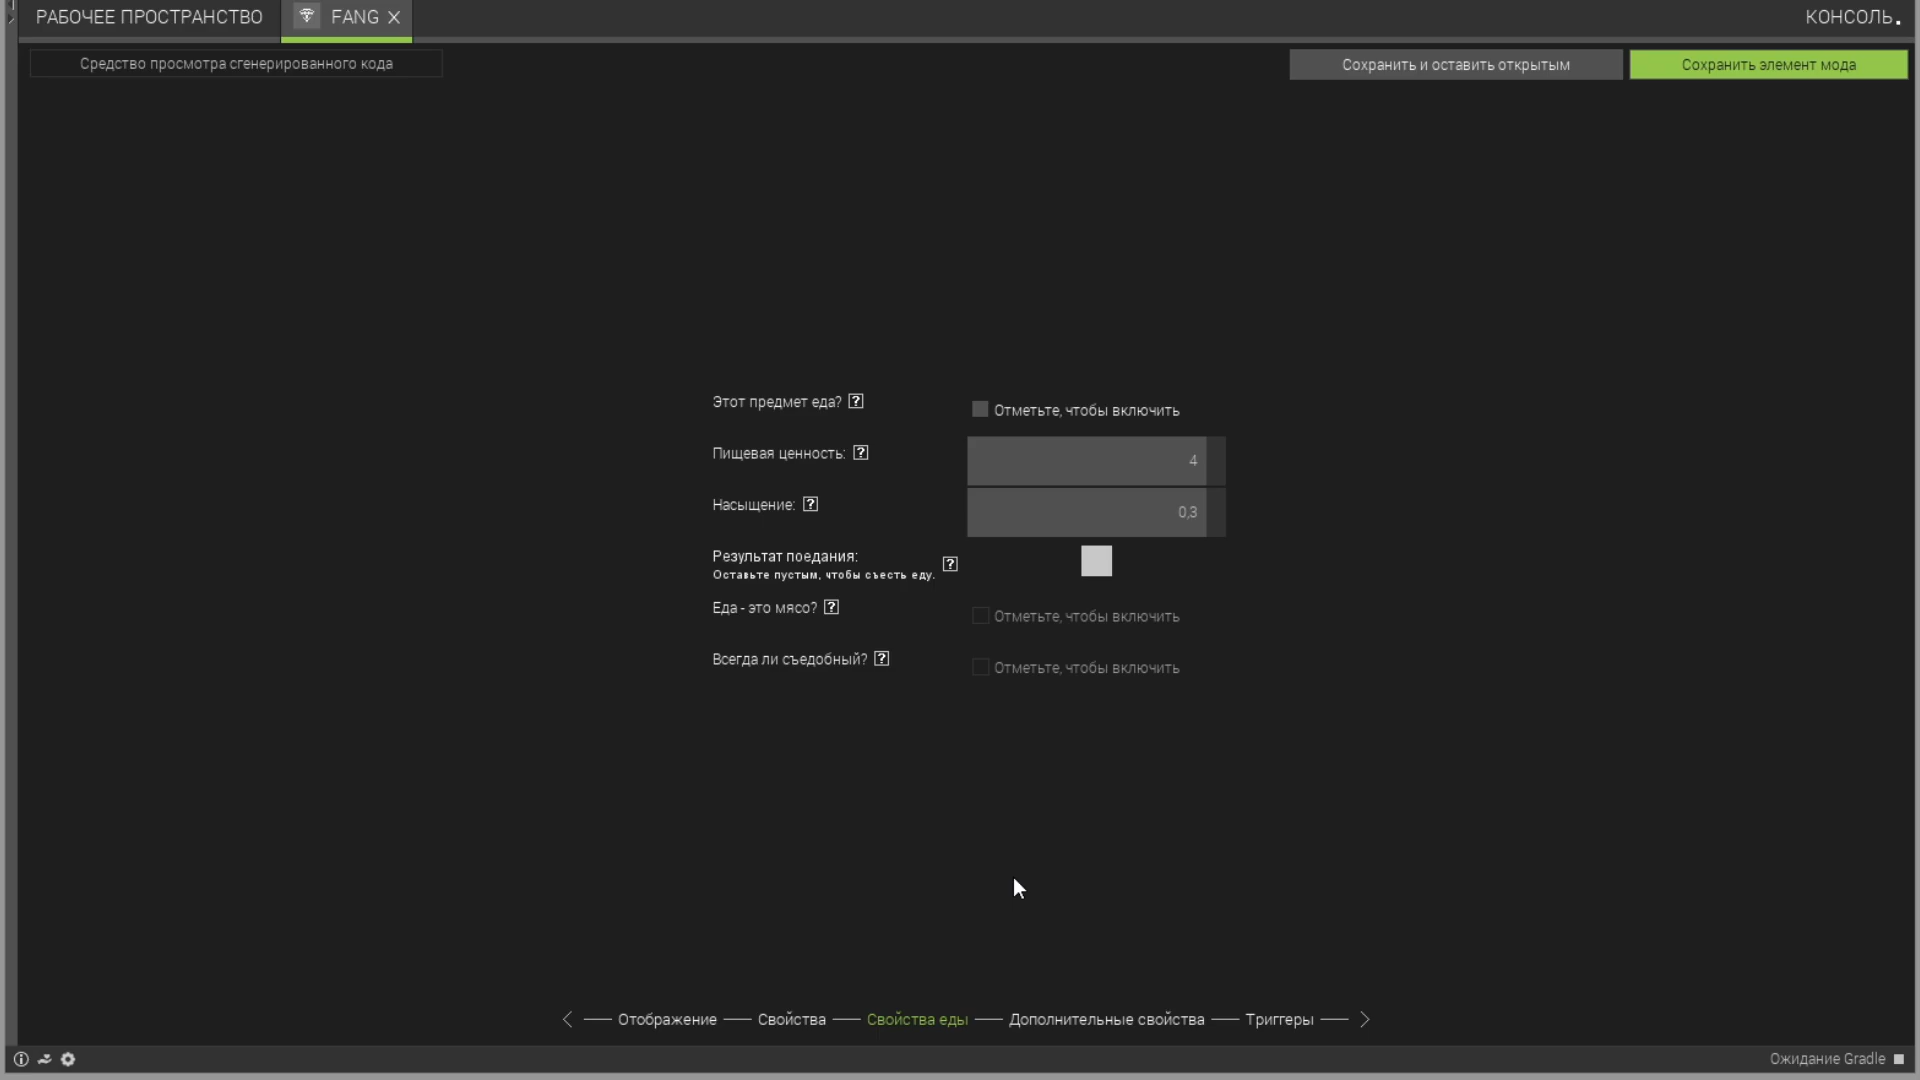 РАБОЧЕЕ ПРОСТРАНСТВО
FANG
КОНСОЛЬ
Средство просмотра сгенерированного кода
Сохранить и оставить открытым
Сохранить элемент мода
Этот предмет еда? ?
Отметьте, чтобы включить
Пищевая ценность: ?
4
Насыщение: ?
0,3
Результат поедания:
Оставьте пустым, чтобы съесть еду. ?
Еда - это мясо? ?
Отметьте, чтобы включить
Всегда ли съедобный? ?
Отметьте, чтобы включить
Отображение
Свойства
Свойства еды
Дополнительные свойства
Триггеры
Ожидание Gradle